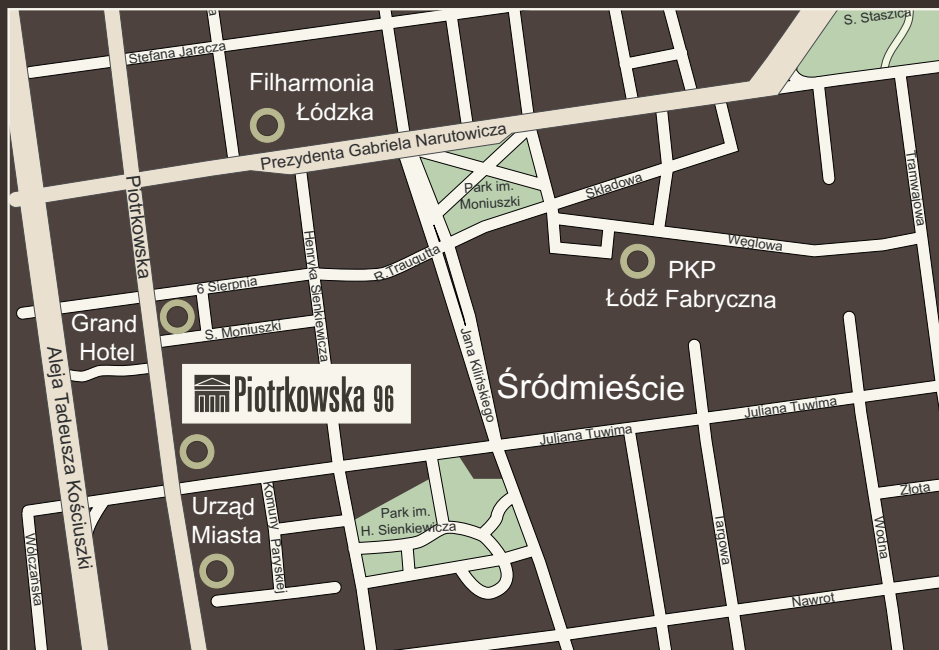 S. Staszica
Stefana Jaracza
Filharmonia
Łódzka
Prezydenta Gabriela Narutowicza
Tramwajowa
Piotrkowska
Park im.
Moniuszki
Składowa
Węglowa
Henryka Sienkiewicza
R.Traugutta
PKP
Łódź Fabryczna
6 Sierpnia
Grand
Hotel
S. Moniuszki
Aleja Tadeusza Kościuszki
Jana Kilińskiego
Piotrkowska 96
Śródmieście
Juliana Tuwima
Juliana Tuwima
Komuny Paryskiej
Urząd
Miasta
Park im.
H. Sienkiewicza
Złota
Wólczańska
Targowa
Wodna
Nawrot